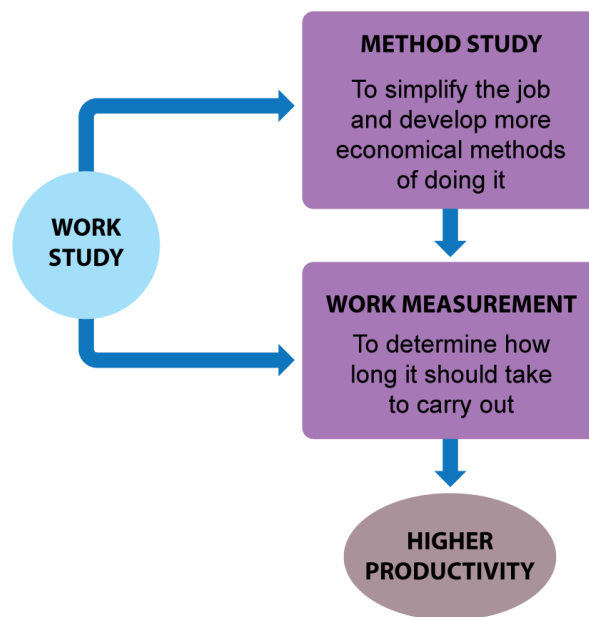 METHOD STUDY
To simplify the job
and develop more
economical methods
of doing it
WORK
STUDY
WORK MEASUREMENT
To determine how
long it should take
to carry out
HIGHER
PRODUCTIVITY